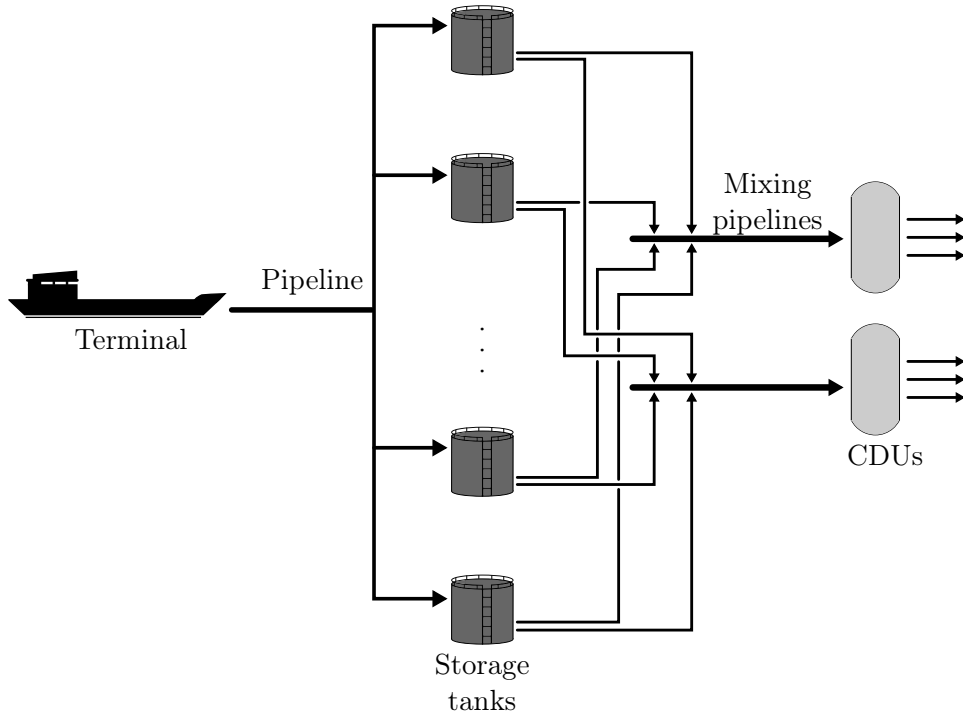 Mixing
pipelines
Pipeline
Terminal
CDUs
Storage
tanks